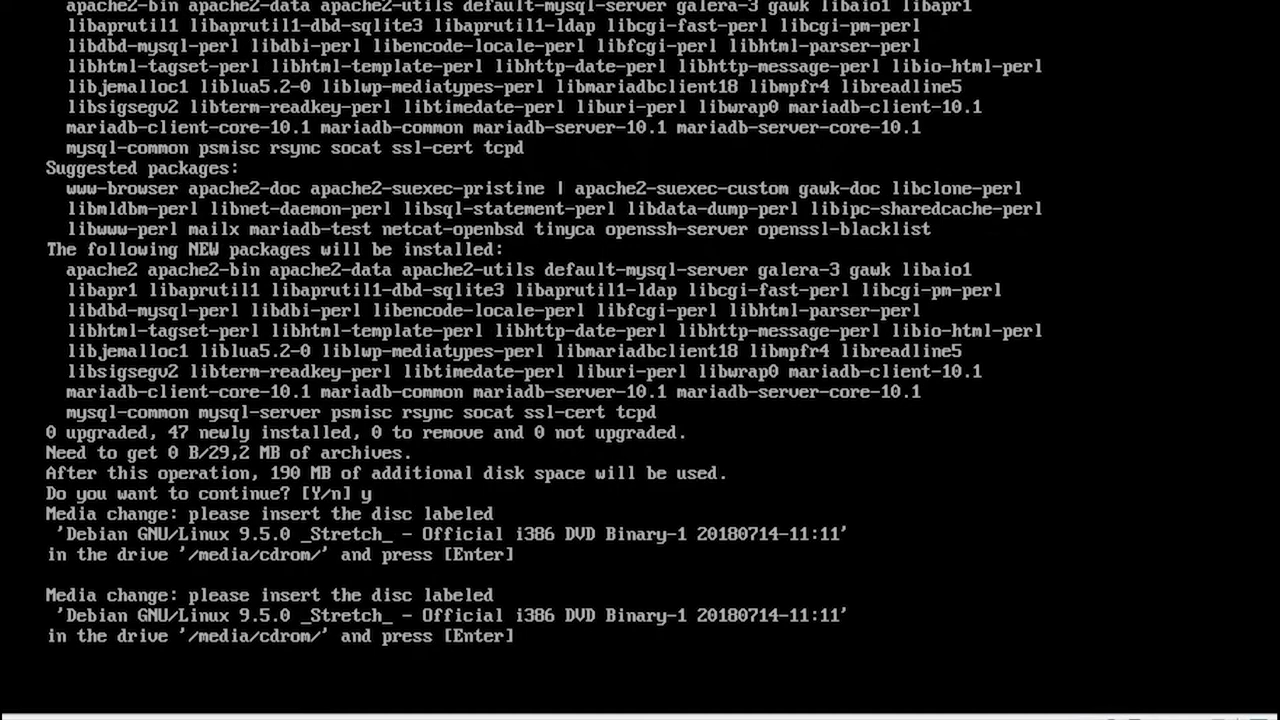 apache2-bin apache2-data apache2-utils default-mysql-server galera-3 gawk libaio1 libapr1
libaprutil1 libaprutil1-dbd-sqlite3 libaprutil1-ldap libcgi-fast-perl libcgi-pm-perl
libdbd-mysql-perl libdbi-perl libencode-locale-perl libfcgi-perl libhtml-parser-perl
libhtml-tagset-perl libhtml-template-perl libhttp-date-perl libhttp-message-perl libio-html-perl
libjemalloc1 liblua5.2-0 liblwp-mediatypes-perl libmariadbclient18 libmpfr4 libreadline5
libsigsegv2 libterm-readkey-perl libtimedate-perl liburi-perl libwrap0 mariadb-client-10.1
mariadb-client-core-10.1 mariadb-common mariadb-server-10.1 mariadb-server-core-10.1
mysql-common psmisc rsync socat ssl-cert tcpd
Suggested packages:
www-browser apache2-doc apache2-suexec-pristine | apache2-suexec-custom gawk-doc libclone-perl
libmldbm-perl libnet-daemon-perl libsql-statement-perl libdata-dump-perl libipc-sharedcache-perl
libwww-perl mailx mariadb-test netcat-openbsd tinyca openssh-server openssl-blacklist
The following NEW packages will be installed:
apache2 apache2-bin apache2-data apache2-utils default-mysql-server galera-3 gawk libaio1
libapr1 libaprutil1 libaprutil1-dbd-sqlite3 libaprutil1-ldap libcgi-fast-perl libcgi-pm-perl
libdbd-mysql-perl libdbi-perl libencode-locale-perl libfcgi-perl libhtml-parser-perl
libhtml-tagset-perl libhtml-template-perl libhttp-date-perl libhttp-message-perl libio-html-perl
libjemalloc1 liblua5.2-0 liblwp-mediatypes-perl libmariadbclient18 libmpfr4 libreadline5
libsigsegv2 libterm-readkey-perl libtimedate-perl liburi-perl libwrap0 mariadb-client-10.1
mariadb-client-core-10.1 mariadb-common mariadb-server-10.1 mariadb-server-core-10.1
mysql-common mysql-server psmisc rsync socat ssl-cert tcpd
0 upgraded, 47 newly installed, 0 to remove and 0 not upgraded.
Need to get 0 B/29,2 MB of archives.
After this operation, 190 MB of additional disk space will be used.
Do you want to continue? [Y/n] y
Media change: please insert the disc labeled
'Debian GNU/Linux 9.5.0 _Stretch_ - Official i386 DVD Binary-1 20180714-11:11'
in the drive '/media/cdrom/' and press [Enter]
Media change: please insert the disc labeled
'Debian GNU/Linux 9.5.0 _Stretch_ - Official i386 DVD Binary-1 20180714-11:11'
in the drive '/media/cdrom/' and press [Enter]